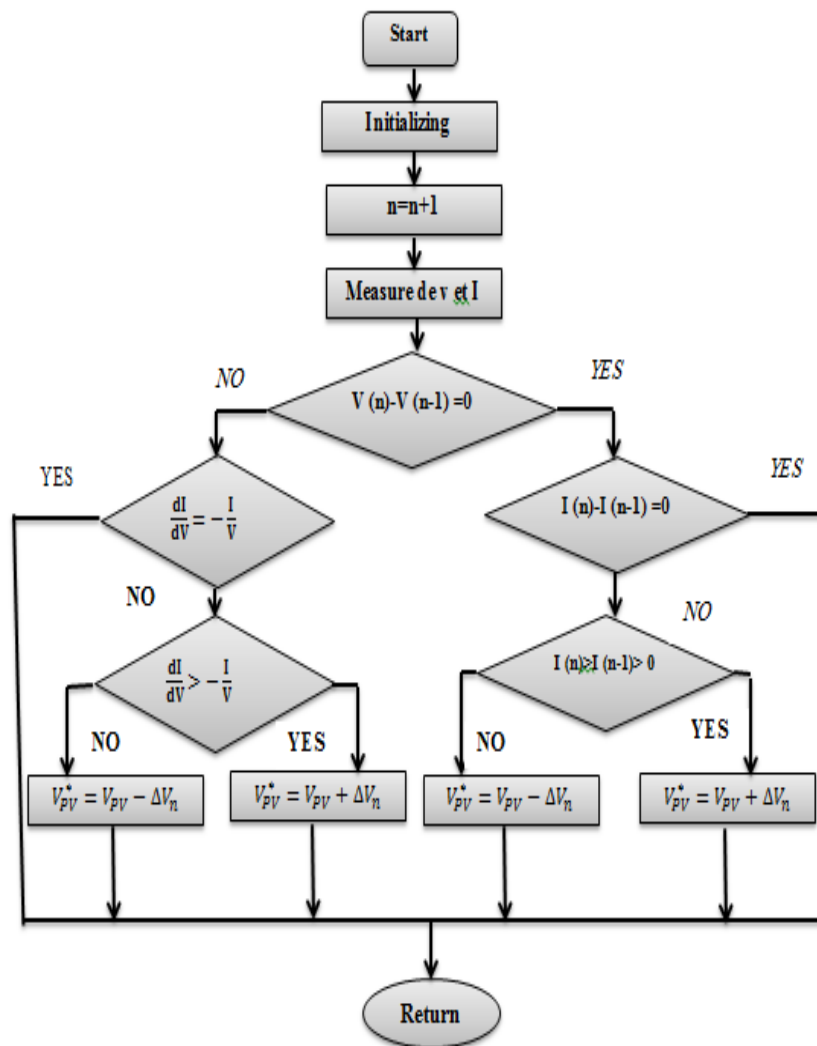 Start
Initializing
n=n+1
Measure de v et I
NO
YES
V (n)-V (n-1) =0
YES
YES
dI/dV = −I/V
I (n)-I (n-1) =0
NO
NO
dI/dV > −I/V
I (n)≥I (n-1)> 0
NO
YES
NO
YES
V*PV = VPV − ΔVn
V*PV = VPV + ΔVn
V*PV = VPV − ΔVn
V*PV = VPV + ΔVn
Return